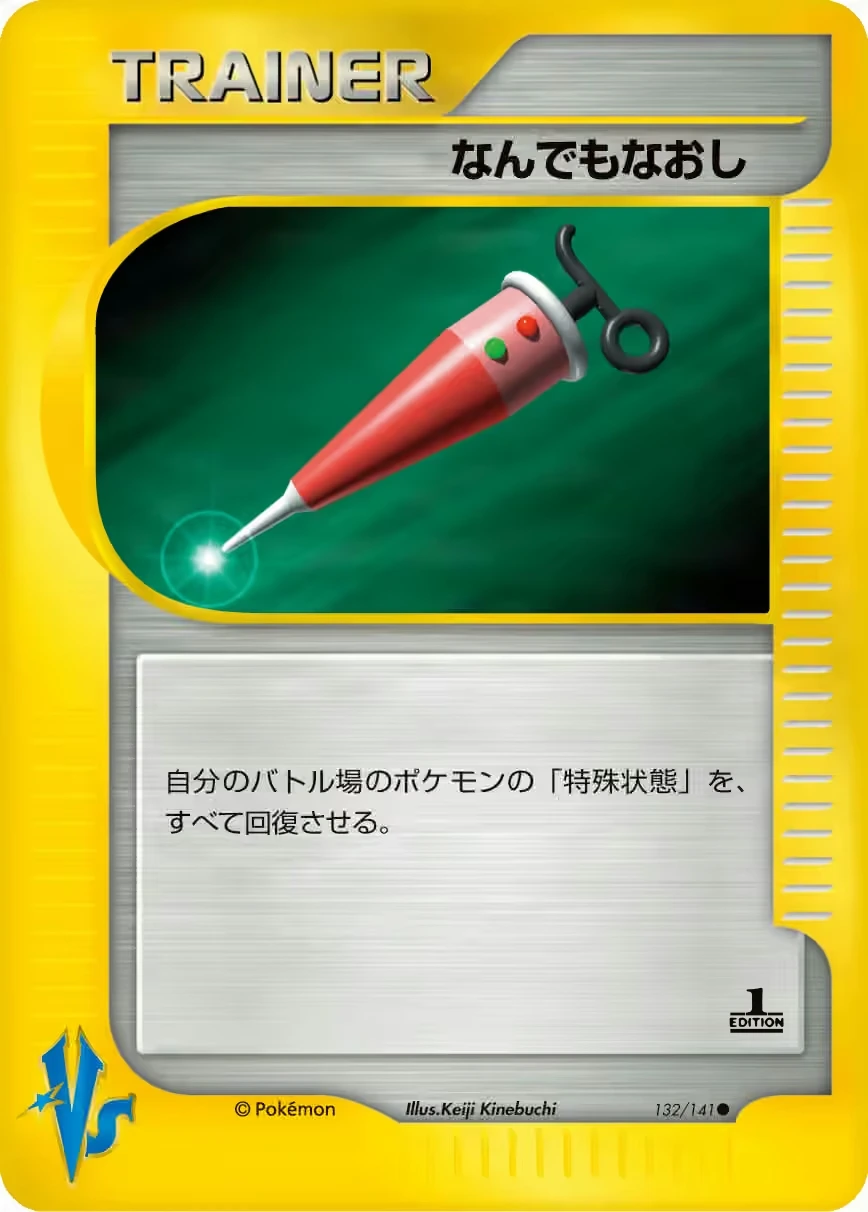 TRAINER
なんでもなおし
自分のバトル場のポケモンの「特殊状態」を、
すべて回復させる。
1
EDITION
VS
© Pokémon
Illus.Keiji Kinebuchi
132/141●